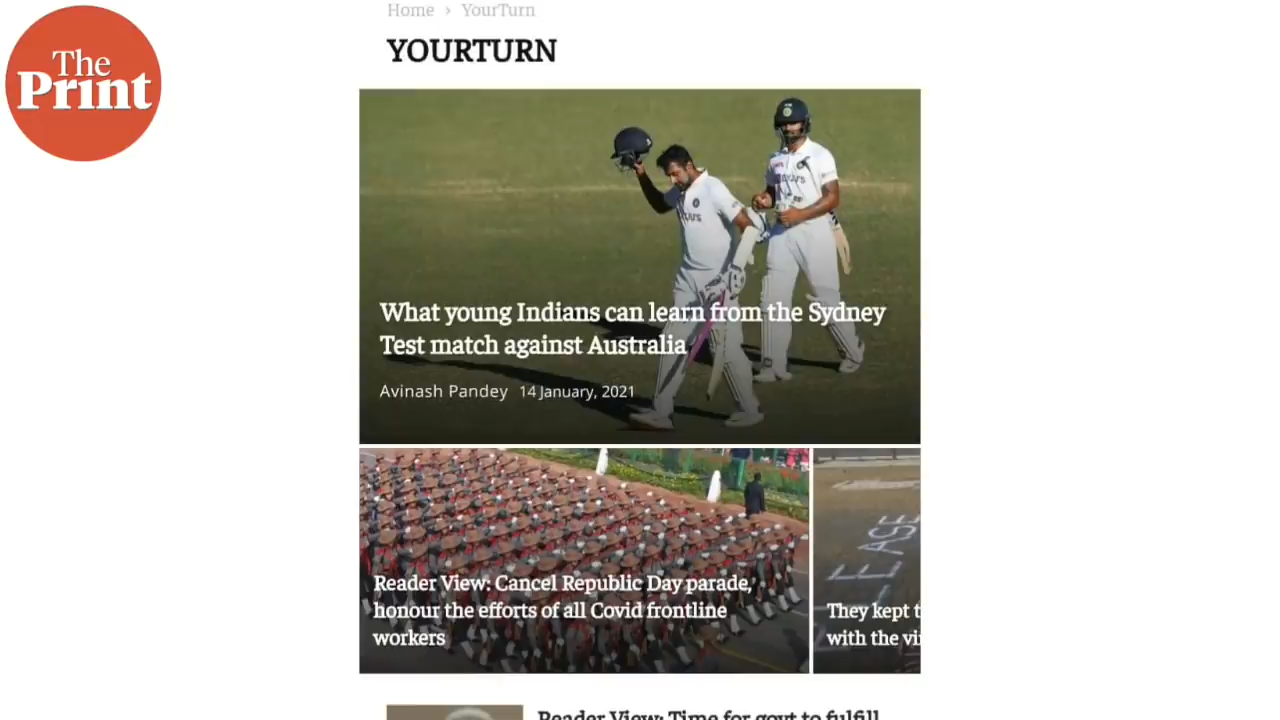 The
Print
Home › YourTurn
YOURTURN
What young Indians can learn from the Sydney
Test match against Australia
Avinash Pandey 14 January, 2021
Reader View: Cancel Republic Day parade,
honour the efforts of all Covid frontline
workers
LEASE
They kept t
with the vi
Reader View: Time for govt to fulfill